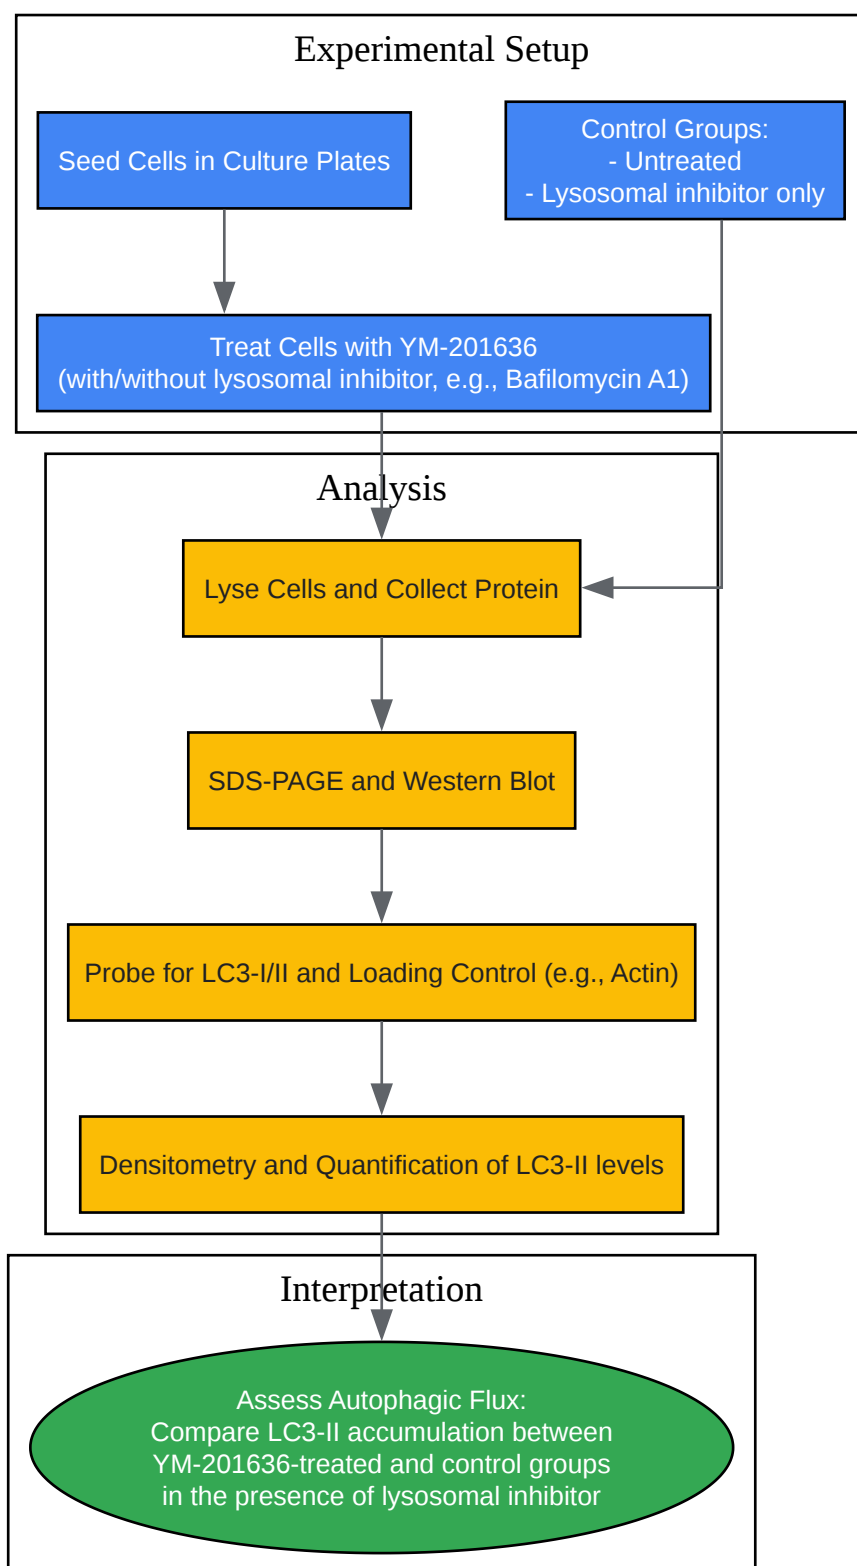 Experimental Setup
Seed Cells in Culture Plates
Control Groups:
- Untreated
- Lysosomal inhibitor only
Treat Cells with YM-201636
(with/without lysosomal inhibitor, e.g., Bafilomycin A1)
Analysis
Lyse Cells and Collect Protein
SDS-PAGE and Western Blot
Probe for LC3-I/II and Loading Control (e.g., Actin)
Densitometry and Quantification of LC3-II levels
Interpretation
Assess Autophagic Flux:
Compare LC3-II accumulation between
YM-201636-treated and control groups
in the presence of lysosomal inhibitor